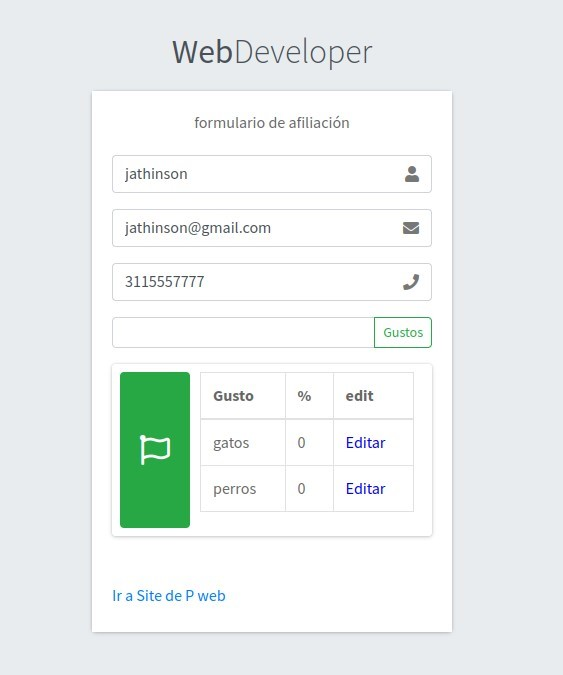 WebDeveloper
formulario de afiliación
jathinson
jathinson@gmail.com
3115557777
Gustos
Gusto % edit
gatos 0 Editar
perros 0 Editar
Ir a Site de P web